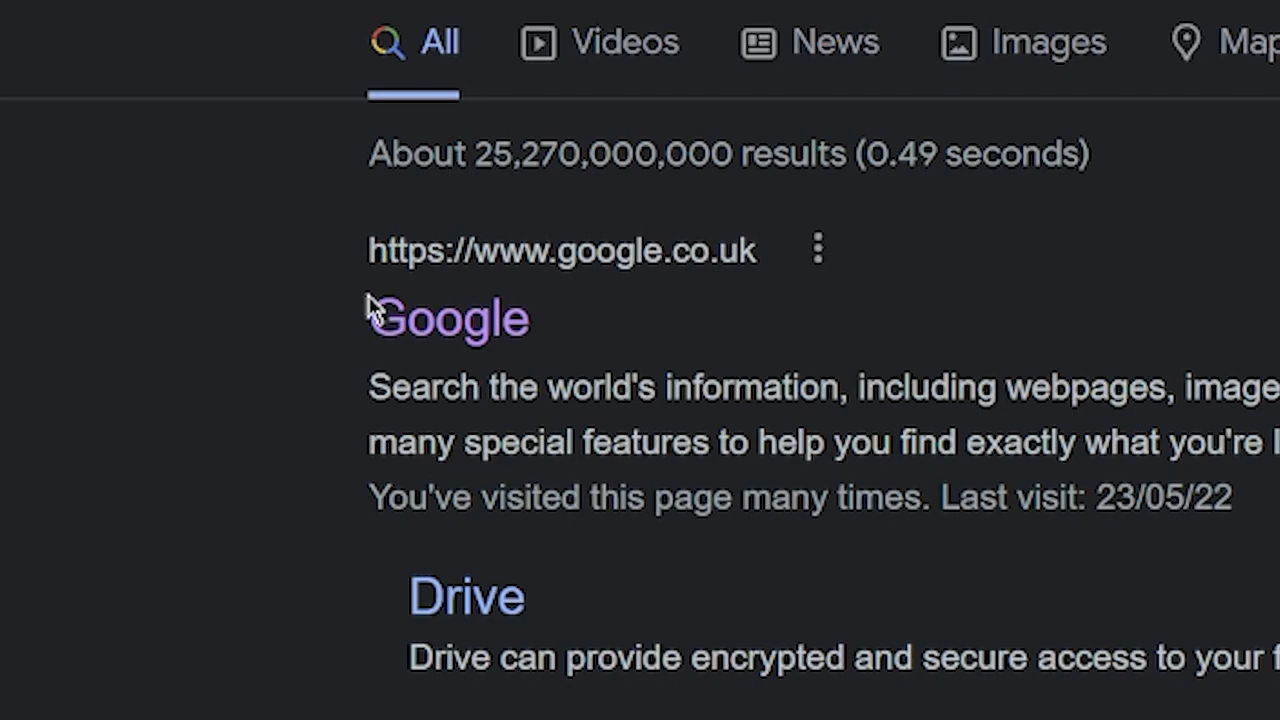 All Videos News Images
About 25,270,000,000 results (0.49 seconds)
https://www.google.co.uk
Google
Search the world's information, including webpages, image
many special features to help you find exactly what you're
You've visited this page many times. Last visit: 23/05/22
Drive
Drive can provide encrypted and secure access to your